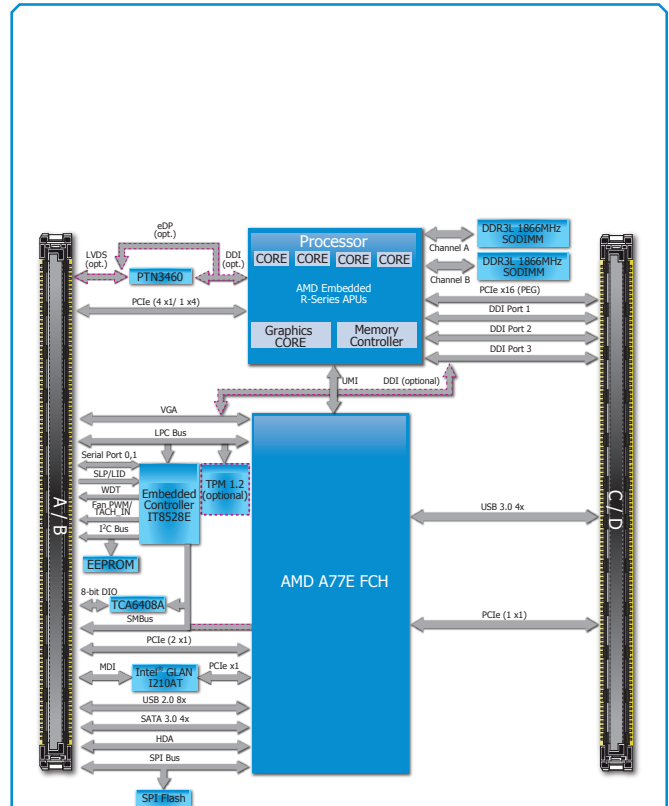 eDP
(opt.)
LVDS
(opt.)
PTN3460
DDI
(opt.)
Processor
CORE CORE CORE CORE
AMD Embedded
R-Series APUs
Graphics
CORE
Memory
Controller
Channel A
DDR3L 1866MHz
SODIMM
Channel B
DDR3L 1866MHz
SODIMM
PCIe x16 (PEG)
DDI Port 1
DDI Port 2
DDI Port 3
PCIe (4 x1/ 1 x4)
UMI
DDI (optional)
VGA
LPC Bus
Serial Port 0,1
SLP/LID
WDT
Fan PWM/
TACH_IN
I²C Bus
Embedded
Controller
IT8528E
TPM 1.2
(optional)
EEPROM
8-bit DIO
TCA6408A
SMBus
PCIe (2 x1)
MDI
Intel® GLAN
I210AT
PCIe x1
USB 2.0 8x
SATA 3.0 4x
HDA
SPI Bus
SPI Flash
AMD A77E FCH
USB 3.0 4x
PCIe (1 x1)
A / B
C / D